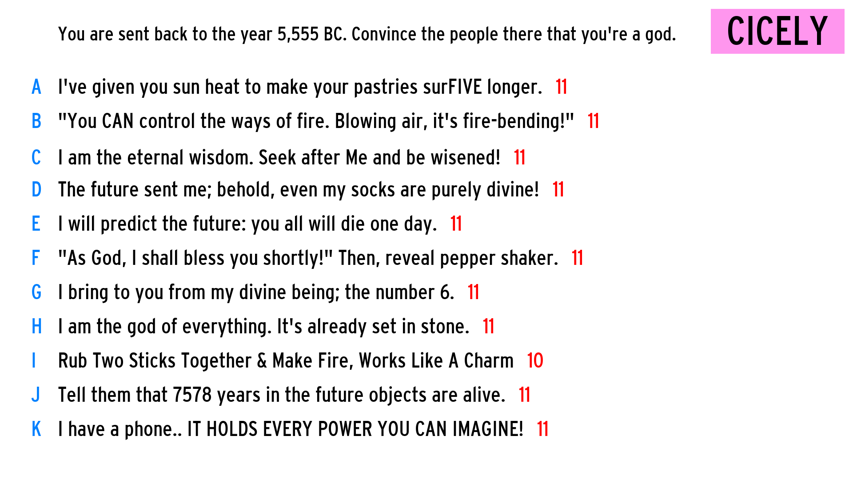 You are sent back to the year 5,555 BC. Convince the people there that you're a god.
CICELY
A I've given you sun heat to make your pastries surFIVE longer. 11
B "You CAN control the ways of fire. Blowing air, it's fire-bending!" 11
C I am the eternal wisdom. Seek after Me and be wisened! 11
D The future sent me; behold, even my socks are purely divine! 11
E I will predict the future: you all will die one day. 11
F "As God, I shall bless you shortly!" Then, reveal pepper shaker. 11
G I bring to you from my divine being; the number 6. 11
H I am the god of everything. It's already set in stone. 11
I Rub Two Sticks Together & Make Fire, Works Like A Charm 10
J Tell them that 7578 years in the future objects are alive. 11
K I have a phone.. IT HOLDS EVERY POWER YOU CAN IMAGINE! 11